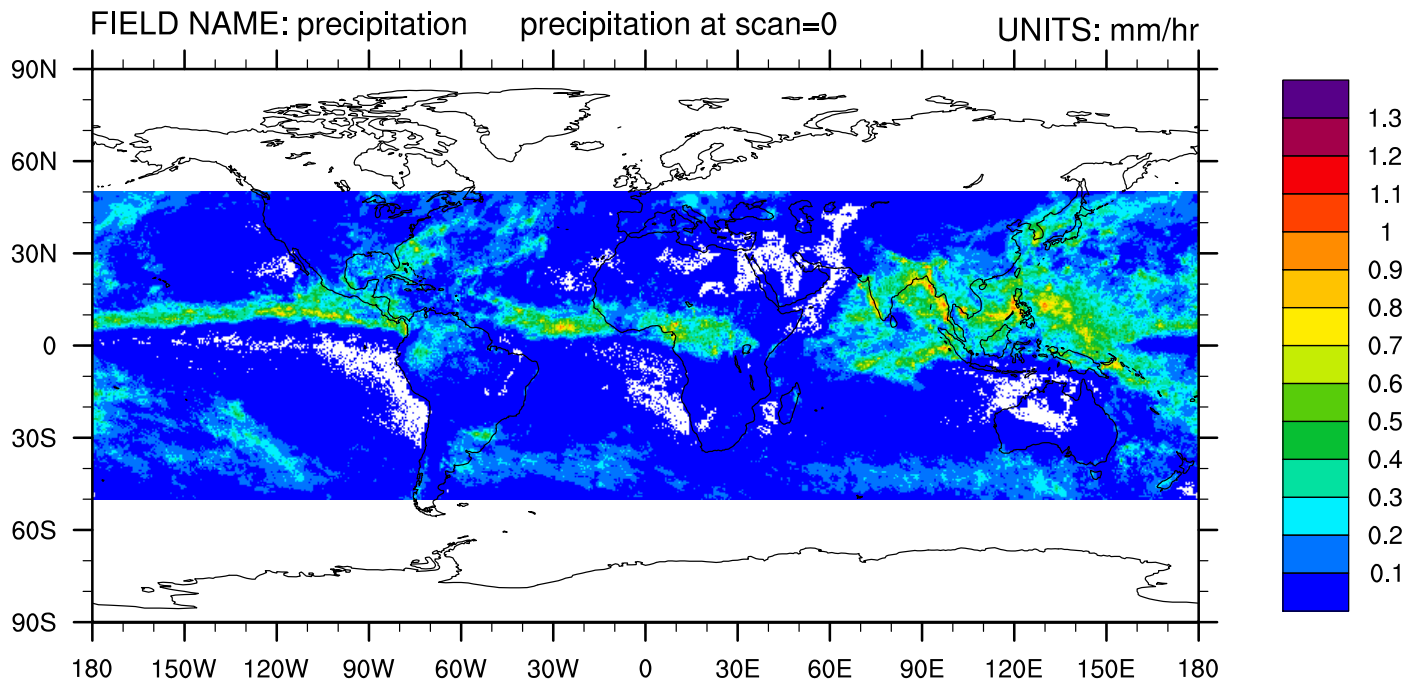 FIELD NAME: precipitation precipitation at scan=0 UNITS: mm/hr
90N
60N
30N
0
30S
60S
90S
180 150W 120W 90W 60W 30W 0 30E 60E 90E 120E 150E 180
1.3
1.2
1.1
1
0.9
0.8
0.7
0.6
0.5
0.4
0.3
0.2
0.1